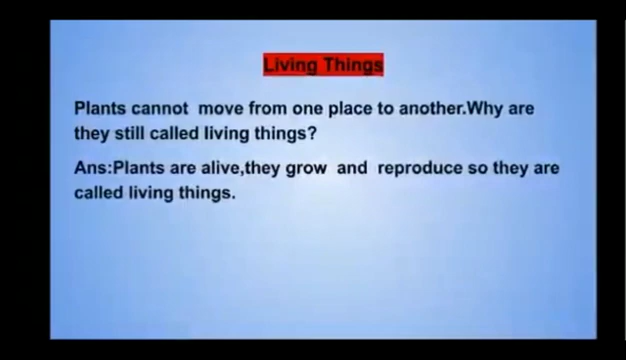 Living Things
Plants cannot move from one place to another.Why are
they still called living things?
Ans:Plants are alive,they grow and reproduce so they are
called living things.